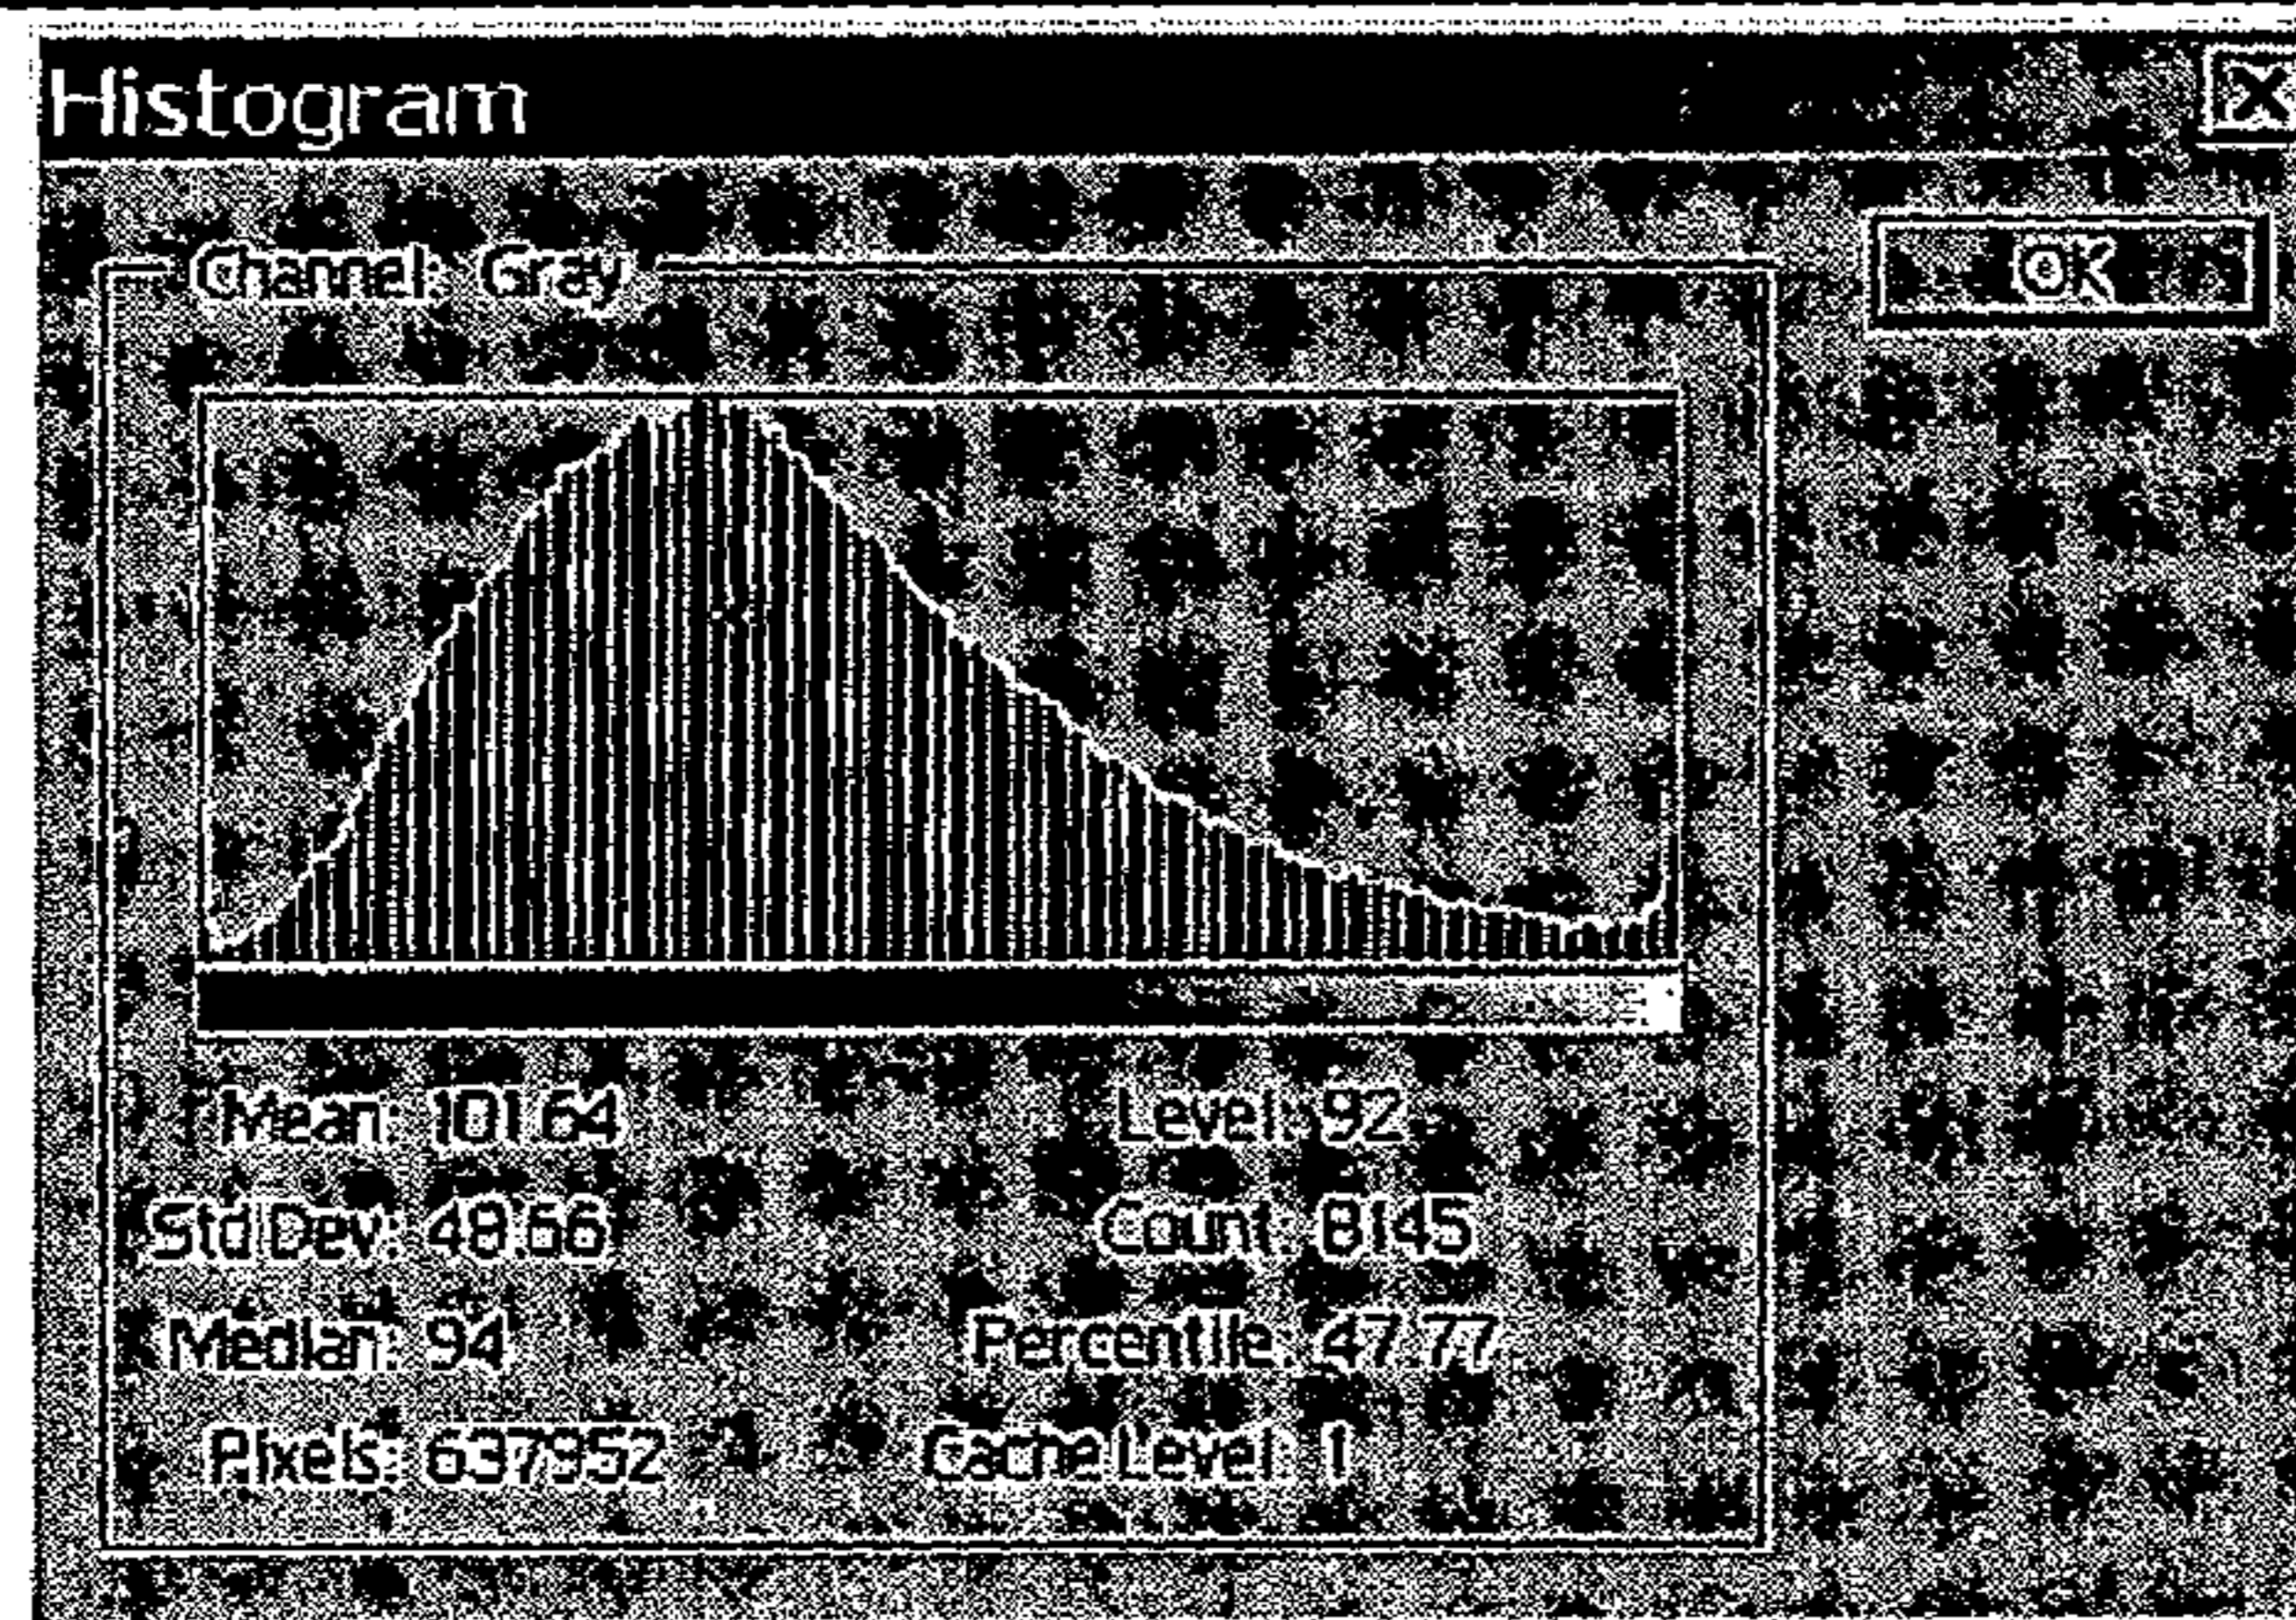 Histogram
Channel: Gray
OK
Mean: 101.64
Level: 92
Std Dev: 48.66
Count: 8145
Median: 94
Percentile: 47.77
Pixels: 637952
Cache Level: 1